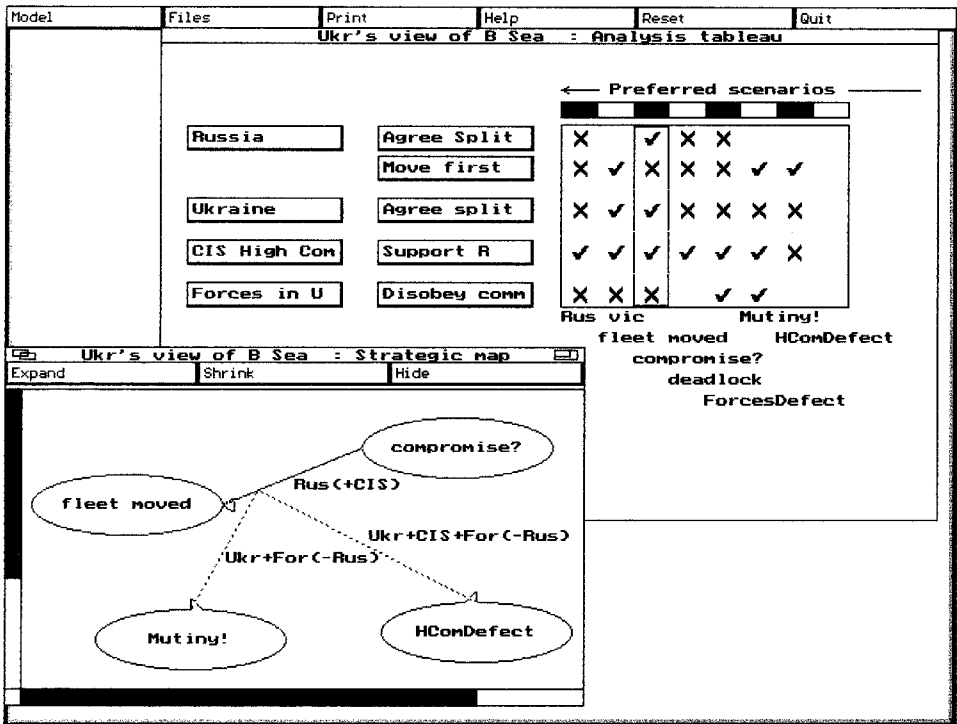 Model Files Print Help Reset Quit
Ukr's view of B Sea : Analysis tableau
Preferred scenarios
Russia Agree Split
Move first
Ukraine Agree split
CIS High Com Support R
Forces in U Disobey comm
Rus vic Mutiny!
fleet moved HComDefect
compromise?
deadlock
ForcesDefect
Ukr's view of B Sea : Strategic map
Expand Shrink Hide
compromise?
Rus(+CIS)
fleet moved
Ukr+CIS+For(-Rus)
Ukr+For(-Rus)
Mutiny!
HComDefect